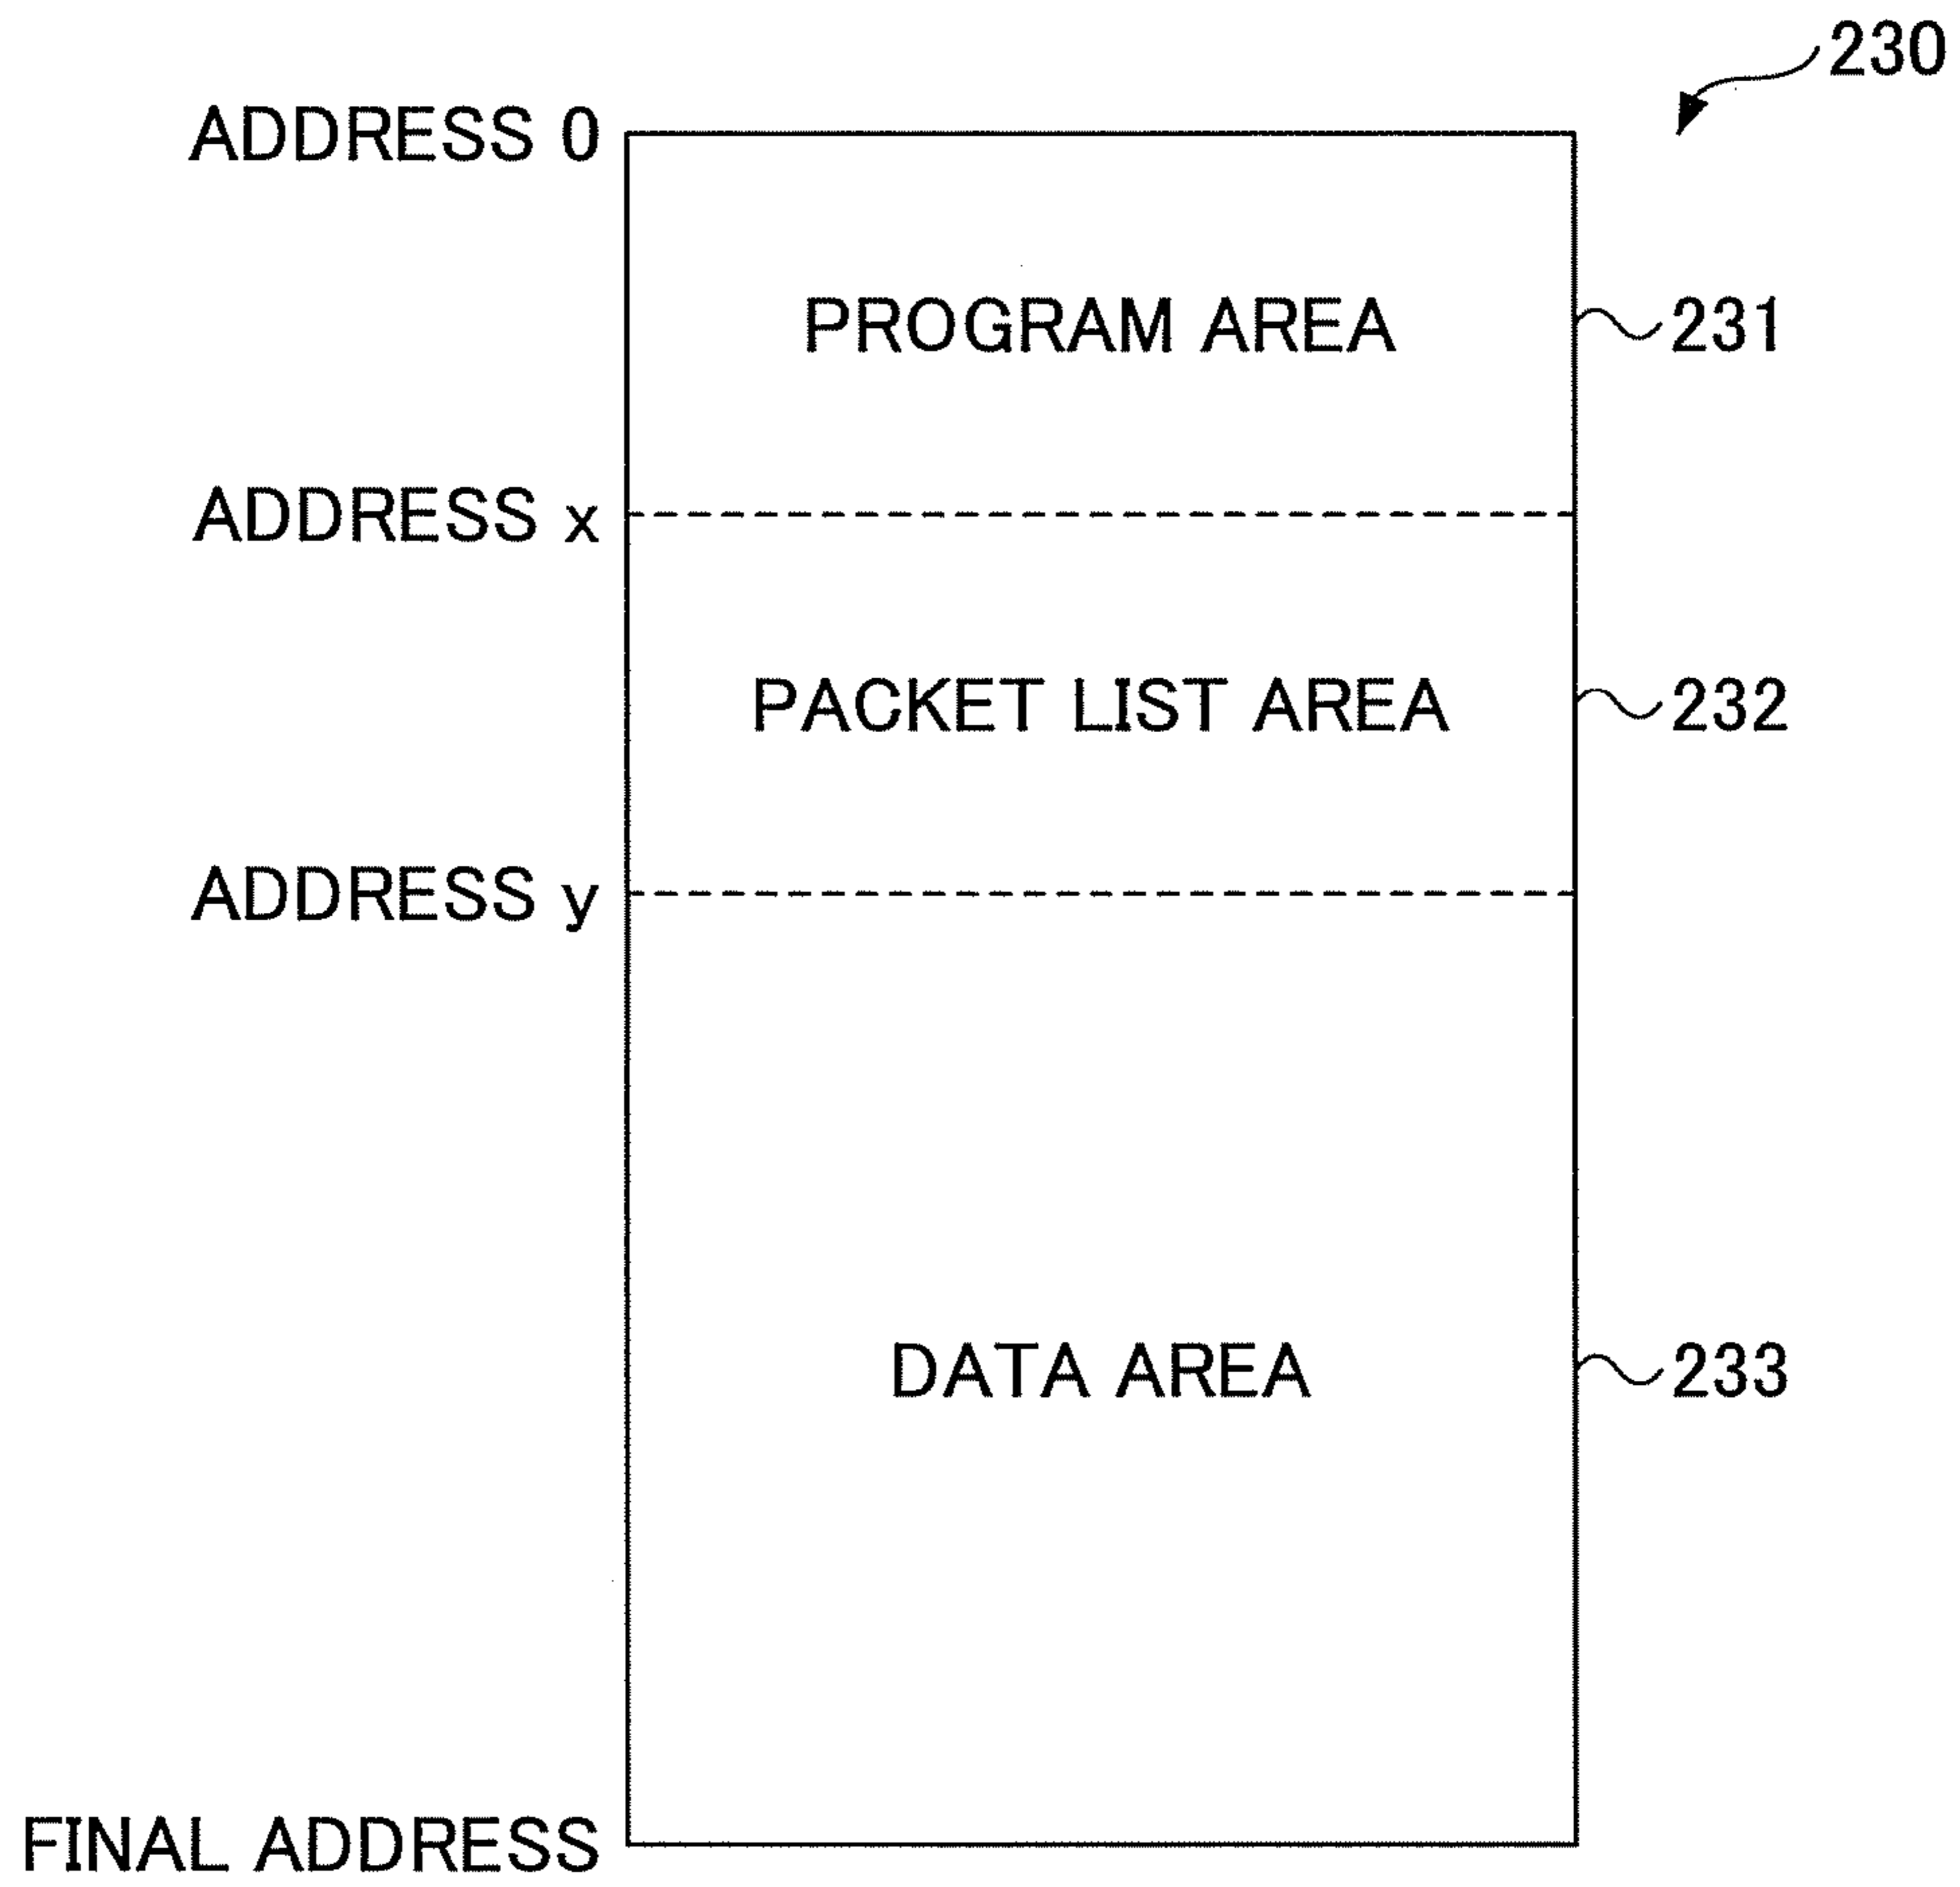 230
ADDRESS 0
PROGRAM AREA
231
ADDRESS x
PACKET LIST AREA
232
ADDRESS y
DATA AREA
233
FINAL ADDRESS